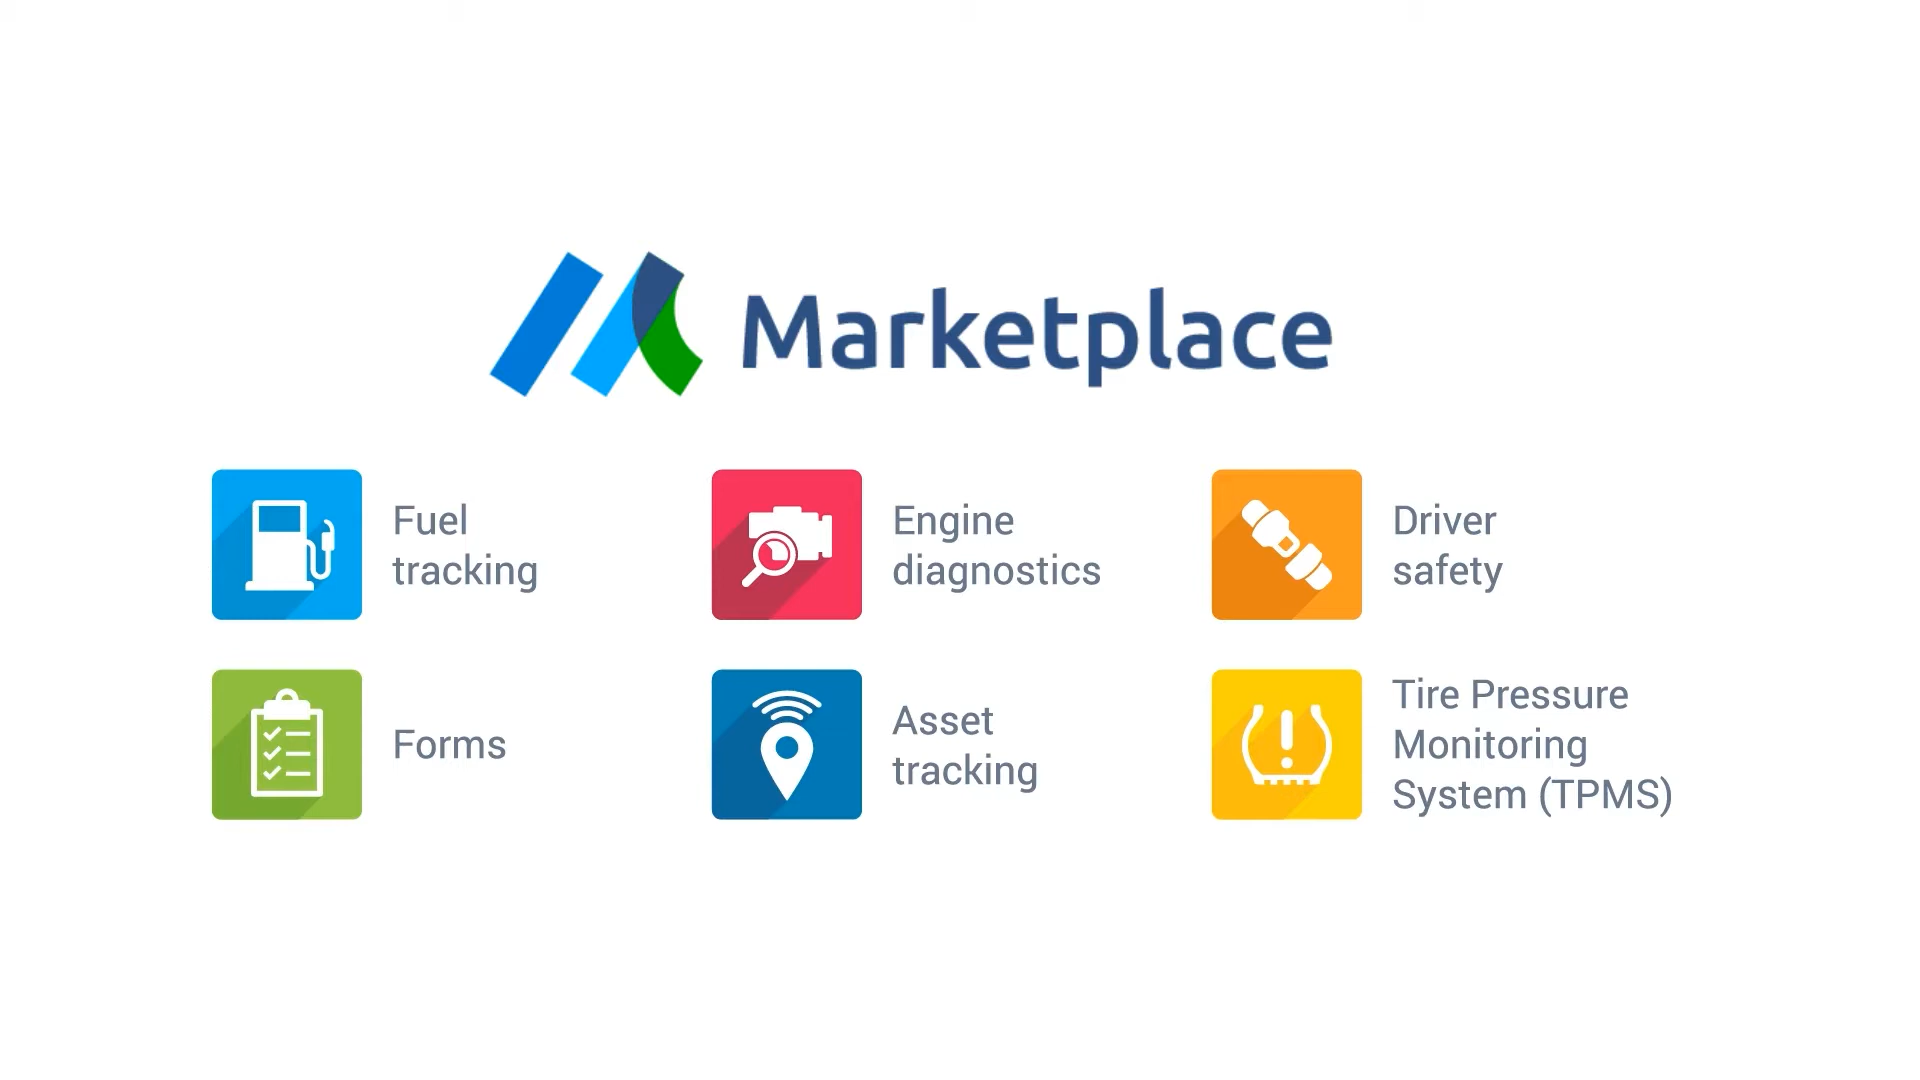 Marketplace
Fuel
tracking
Engine
diagnostics
Driver
safety
Forms
Asset
tracking
Tire Pressure
Monitoring
System (TPMS)